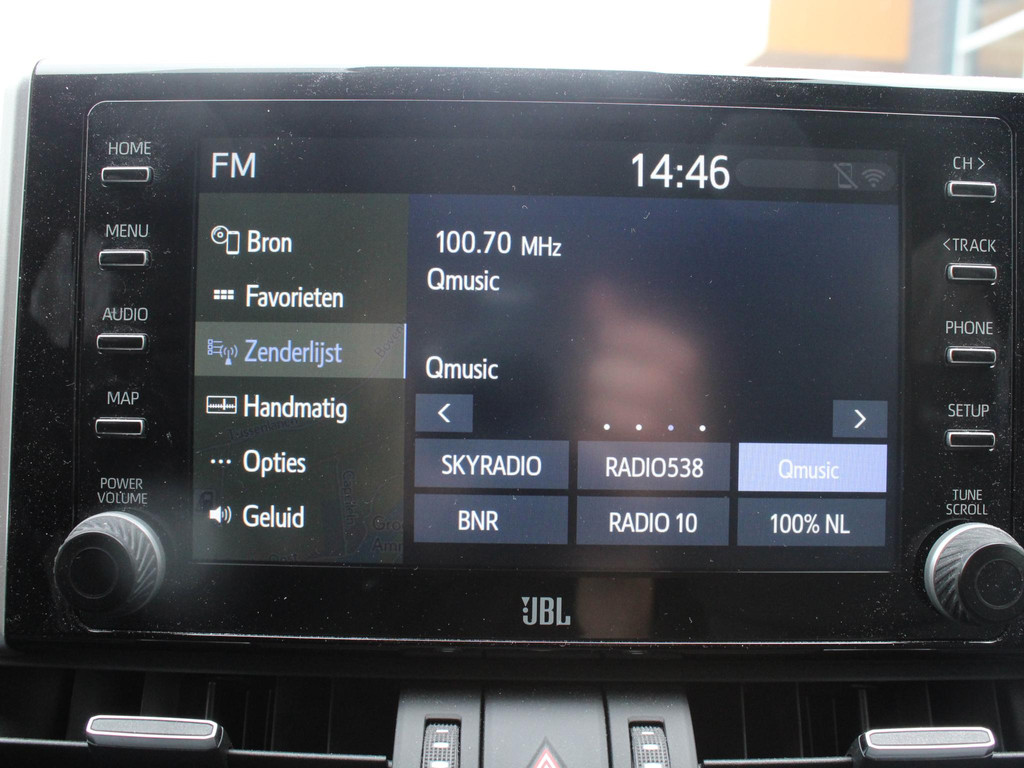 HOME
MENU
AUDIO
MAP
POWER
VOLUME
FM
14:46
Bron
Favorieten
Zenderlijst
Handmatig
Opties
Geluid
100.70 MHz
Qmusic
Qmusic
<
>
SKYRADIO
RADIO538
Qmusic
BNR
RADIO 10
100% NL
CH >
< TRACK
PHONE
SETUP
TUNE
SCROLL
JBL